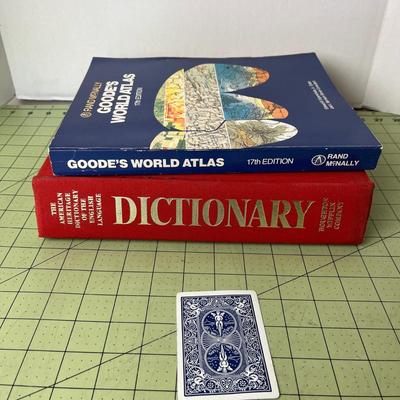 RAND McNALLY
GOODE'S
WORLD ATLAS
17TH EDITION
GOODE'S WORLD ATLAS
17TH EDITION
RAND
McNALLY
THE
AMERICAN
HERITAGE
DICTIONARY
OF THE
ENGLISH
LANGUAGE
DICTIONARY
HOUGHTON
MIFFLIN
COMPANY